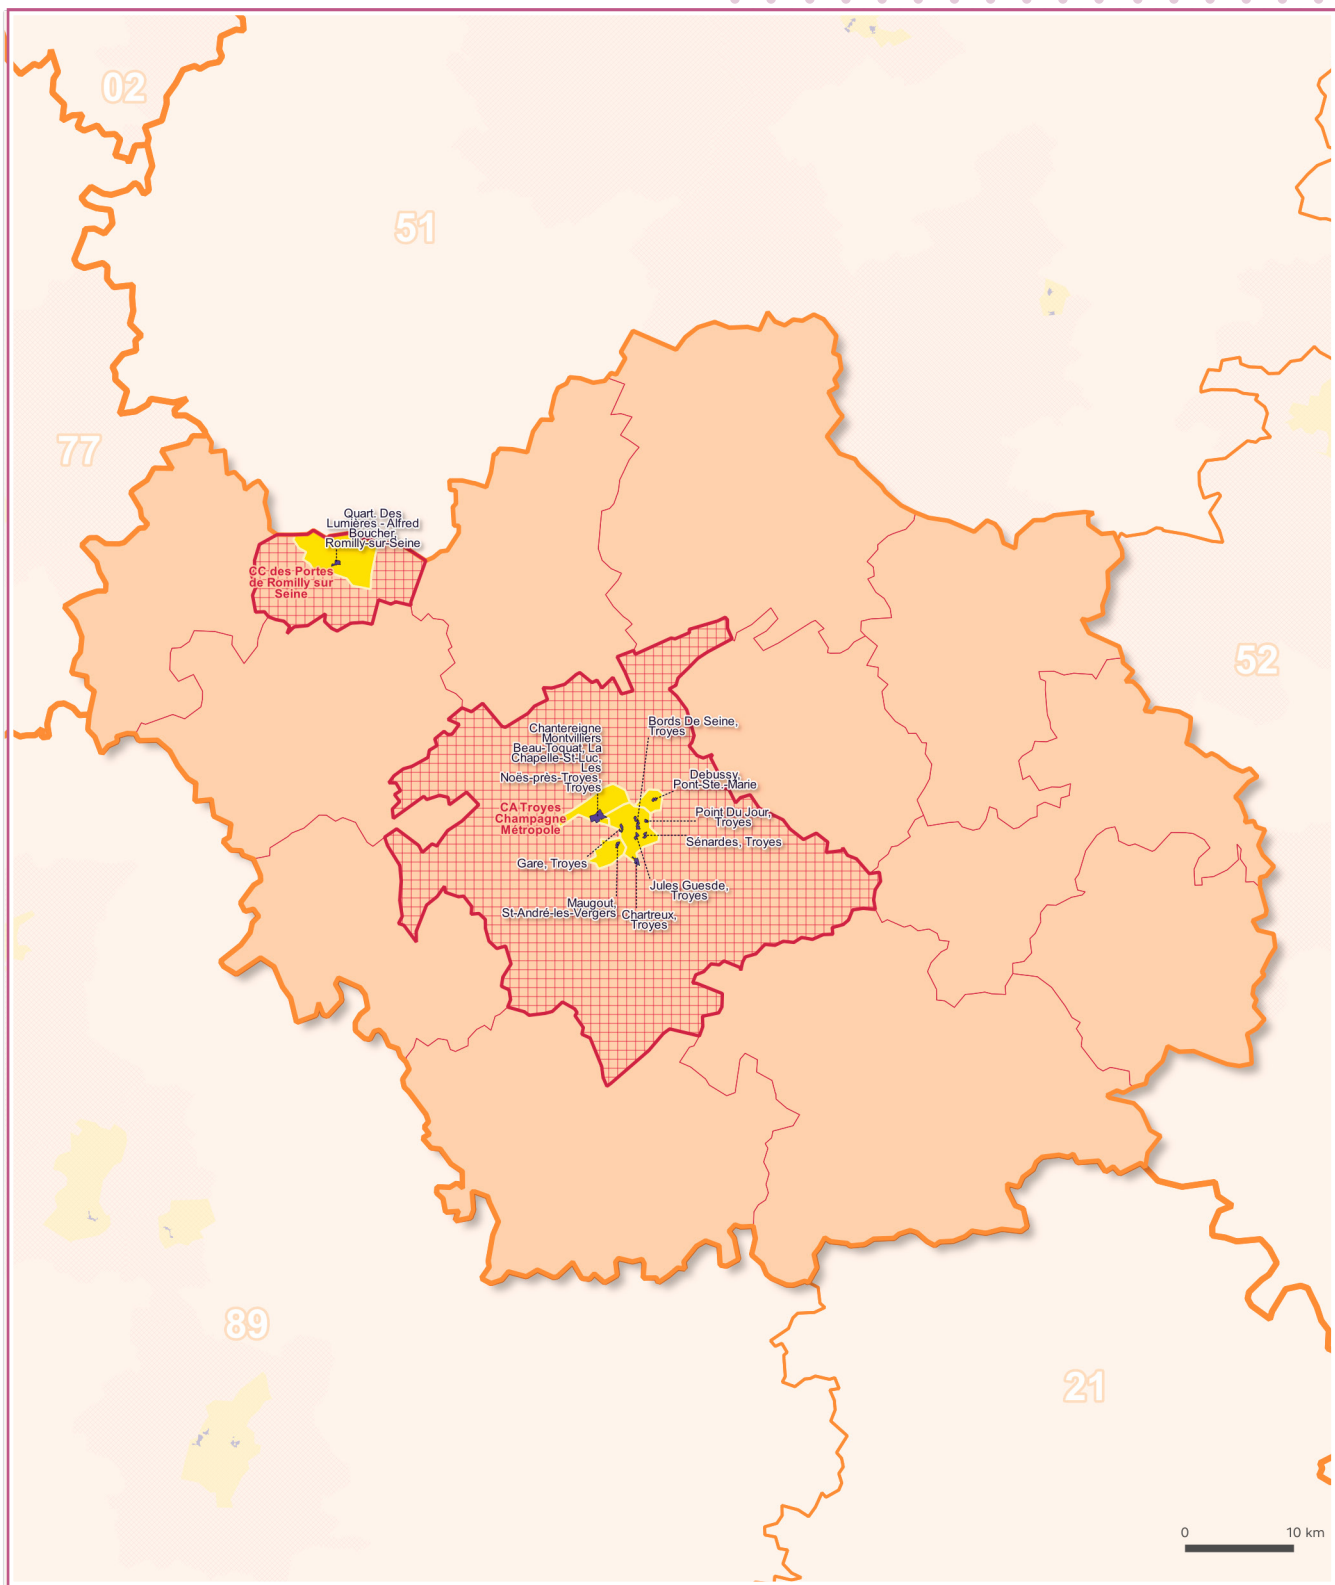 02
51
77
Quart. Des
Lumières - Alfred
Boucher,
Romilly-sur-Seine
CC des Portes
de Romilly sur
Seine
52
Bords De Seine,
Troyes
Chantereigne
Montvilliers
Beau-Toquat, La
Chapelle-St-Luc,
Les
Noës-près-Troyes,
Troyes
Debussy,
Pont-Ste.-Marie
CA Troyes
Champagne
Métropole
Point Du Jour,
Troyes
Sénardes, Troyes
Gare, Troyes
Jules Guesde,
Troyes
Maugout,
St-André-les-Vergers
Chartreux,
Troyes
89
21
0 10 km